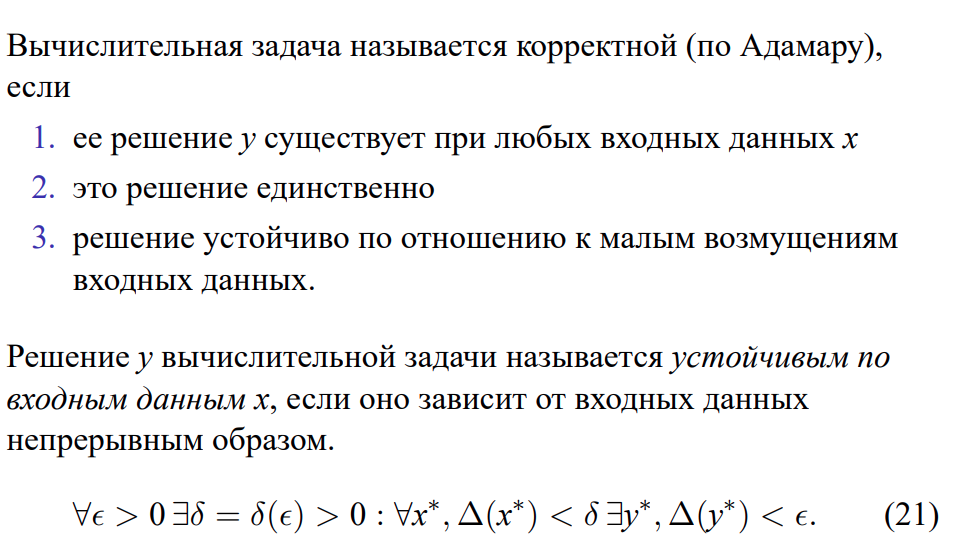 Вычислительная задача называется корректной (по Адамару),
если
1. ее решение y существует при любых входных данных x
2. это решение единственно
3. решение устойчиво по отношению к малым возмущениям
входных данных.
Решение y вычислительной задачи называется устойчивым по
входным данным x, если оно зависит от входных данных
непрерывным образом.
∀ϵ > 0 ∃δ = δ(ϵ) > 0 : ∀x*, Δ(x*) < δ ∃y*, Δ(y*) < ϵ. (21)